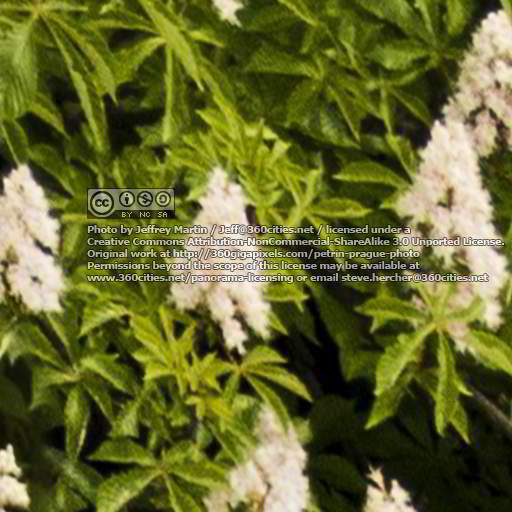 cc BY NC SA
Photo by Jeffrey Martin / Jeff@360cities.net / licensed under a
Creative Commons Attribution-NonCommercial-ShareAlike 3.0 Unported License.
Original work at http://360gigapixels.com/petrin-prague-photo
Permissions beyond the scope of this license may be available at
www.360cities.net/panorama-licensing or email steve.hercher@360cities.net